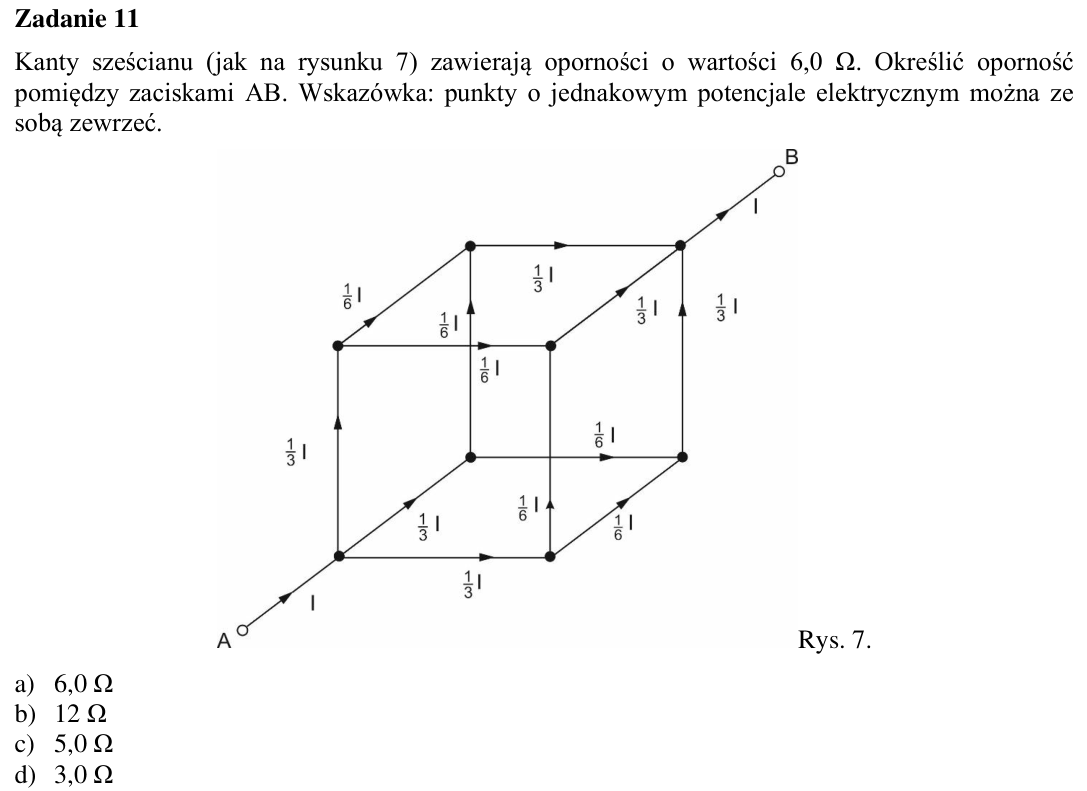 Zadanie 11
Kanty sześcianu (jak na rysunku 7) zawierają oporności o wartości 6,0 Ω. Określić oporność
pomiędzy zaciskami AB. Wskazówka: punkty o jednakowym potencjale elektrycznym można ze
sobą zewrzeć.
B
I
1/3 I
1/6 I
1/3 I
1/3 I
1/6 I
1/6 I
1/6 I
1/3 I
1/6 I
1/3 I
1/6 I
1/3 I
I
A
Rys. 7.
a) 6,0 Ω
b) 12 Ω
c) 5,0 Ω
d) 3,0 Ω